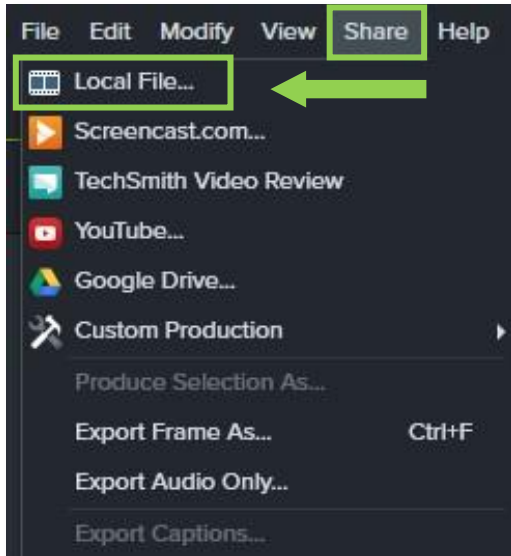 File Edit Modify View Share Help
Local File...
Screencast.com...
TechSmith Video Review
YouTube...
Google Drive...
Custom Production
Produce Selection As...
Export Frame As... Ctrl+F
Export Audio Only...
Export Captions...